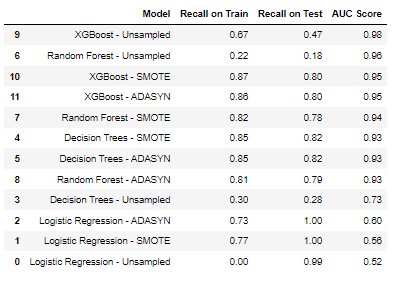 Model Recall on Train Recall on Test AUC Score
9 XGBoost - Unsampled 0.67 0.47 0.98
6 Random Forest - Unsampled 0.22 0.18 0.96
10 XGBoost - SMOTE 0.87 0.80 0.95
11 XGBoost - ADASYN 0.86 0.80 0.95
7 Random Forest - SMOTE 0.82 0.78 0.94
4 Decision Trees - SMOTE 0.85 0.82 0.93
5 Decision Trees - ADASYN 0.85 0.82 0.93
8 Random Forest - ADASYN 0.81 0.79 0.93
3 Decision Trees - Unsampled 0.30 0.28 0.73
2 Logistic Regression - ADASYN 0.73 1.00 0.60
1 Logistic Regression - SMOTE 0.77 1.00 0.56
0 Logistic Regression - Unsampled 0.00 0.99 0.52